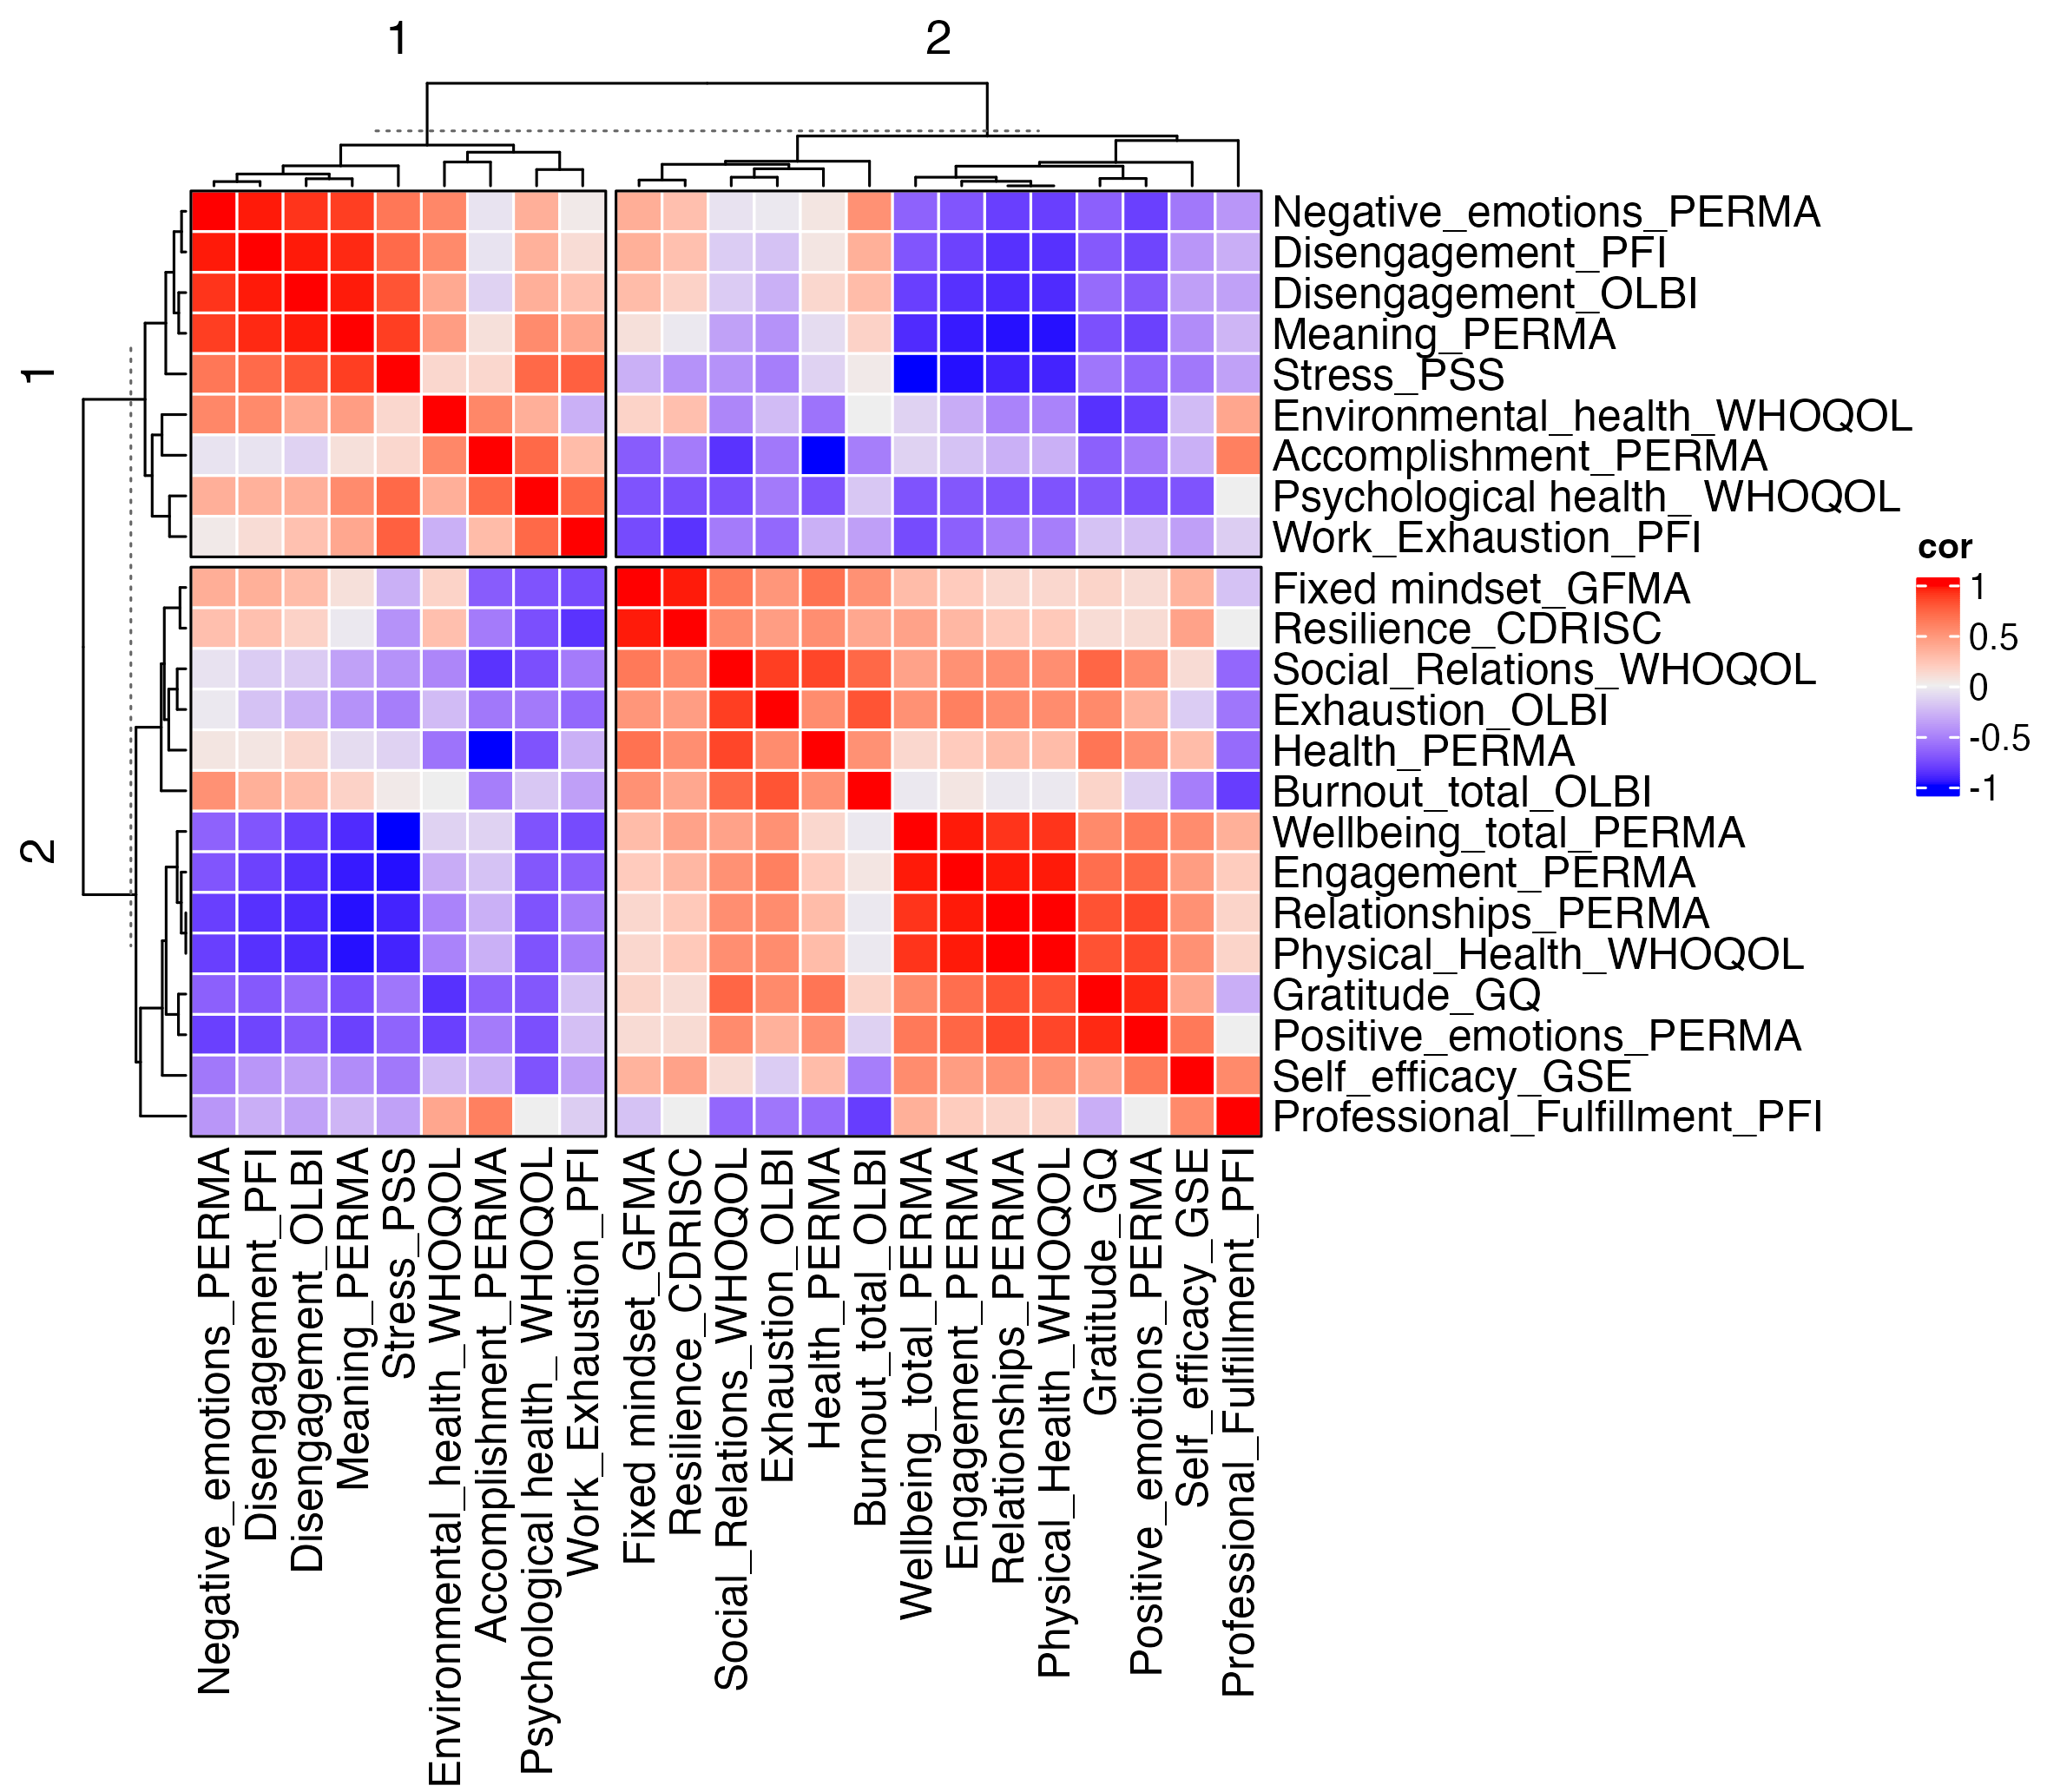 1
2
1
2
Negative_emotions_PERMA
Disengagement_PFI
Disengagement_OLBI
Meaning_PERMA
Stress_PSS
Environmental_health_WHOQOL
Accomplishment_PERMA
Psychological health_ WHOQOL
Work_Exhaustion_PFI
Fixed mindset_GFMA
Resilience_CDRISC
Social_Relations_WHOQOL
Exhaustion_OLBI
Health_PERMA
Burnout_total_OLBI
Wellbeing_total_PERMA
Engagement_PERMA
Relationships_PERMA
Physical_Health_WHOQOL
Gratitude_GQ
Positive_emotions_PERMA
Self_efficacy_GSE
Professional_Fulfillment_PFI
cor
1
0.5
0
-0.5
-1
Negative_emotions_PERMA
Disengagement_PFI
Disengagement_OLBI
Meaning_PERMA
Stress_PSS
Environmental_health_WHOQOL
Accomplishment_PERMA
Psychological health_ WHOQOL
Work_Exhaustion_PFI
Fixed mindset_GFMA
Resilience_CDRISC
Social_Relations_WHOQOL
Exhaustion_OLBI
Health_PERMA
Burnout_total_OLBI
Wellbeing_total_PERMA
Engagement_PERMA
Relationships_PERMA
Physical_Health_WHOQOL
Gratitude_GQ
Positive_emotions_PERMA
Self_efficacy_GSE
Professional_Fulfillment_PFI